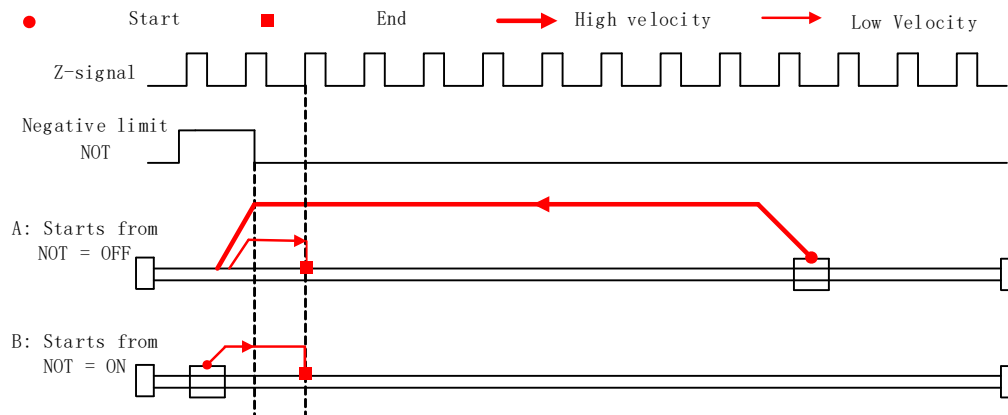 Start End High velocity Low Velocity
Z-signal
Negative limit
NOT
A: Starts from
NOT = OFF
B: Starts from
NOT = ON